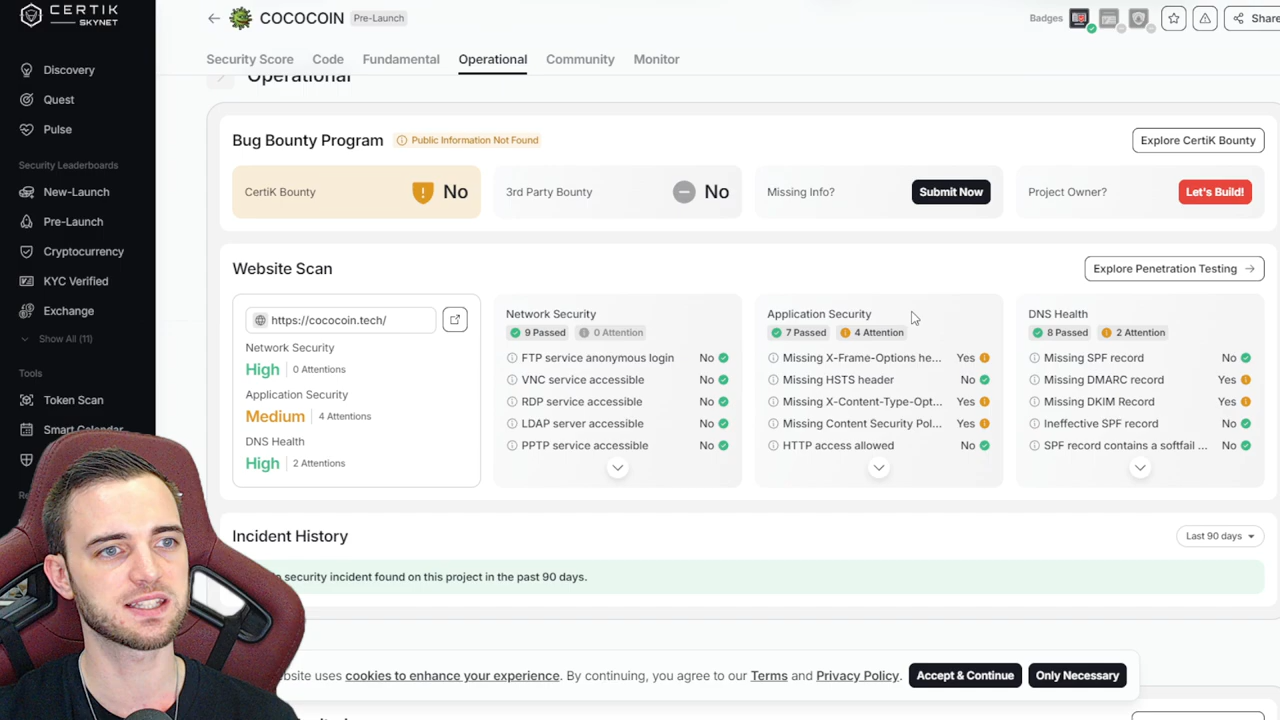 CERTIK
SKYNET
COCOCOIN Pre-Launch
Badges
Share
Discovery
Quest
Pulse
Security Leaderboards
New-Launch
Pre-Launch
Cryptocurrency
KYC Verified
Exchange
Show All (11)
Tools
Token Scan
Smart Calendar
Security Score Code Fundamental Operational Community Monitor
Operational
Bug Bounty Program Public Information Not Found
Explore CertiK Bounty
CertiK Bounty No
3rd Party Bounty No
Missing Info? Submit Now
Project Owner? Let's Build!
Website Scan
Explore Penetration Testing
https://cococoin.tech/
Network Security
High 0 Attentions
Application Security
Medium 4 Attentions
DNS Health
High 2 Attentions
Network Security
9 Passed 0 Attention
FTP service anonymous login No
VNC service accessible No
RDP service accessible No
LDAP server accessible No
PPTP service accessible No
Application Security
7 Passed 4 Attention
Missing X-Frame-Options he... Yes
Missing HSTS header No
Missing X-Content-Type-Opt... Yes
Missing Content Security Pol... Yes
HTTP access allowed No
DNS Health
8 Passed 2 Attention
Missing SPF record No
Missing DMARC record Yes
Missing DKIM Record Yes
Ineffective SPF record No
SPF record contains a softfail ... No
Incident History
Last 90 days
security incident found on this project in the past 90 days.
uses cookies to enhance your experience. By continuing, you agree to our Terms and Privacy Policy.
Accept & Continue
Only Necessary